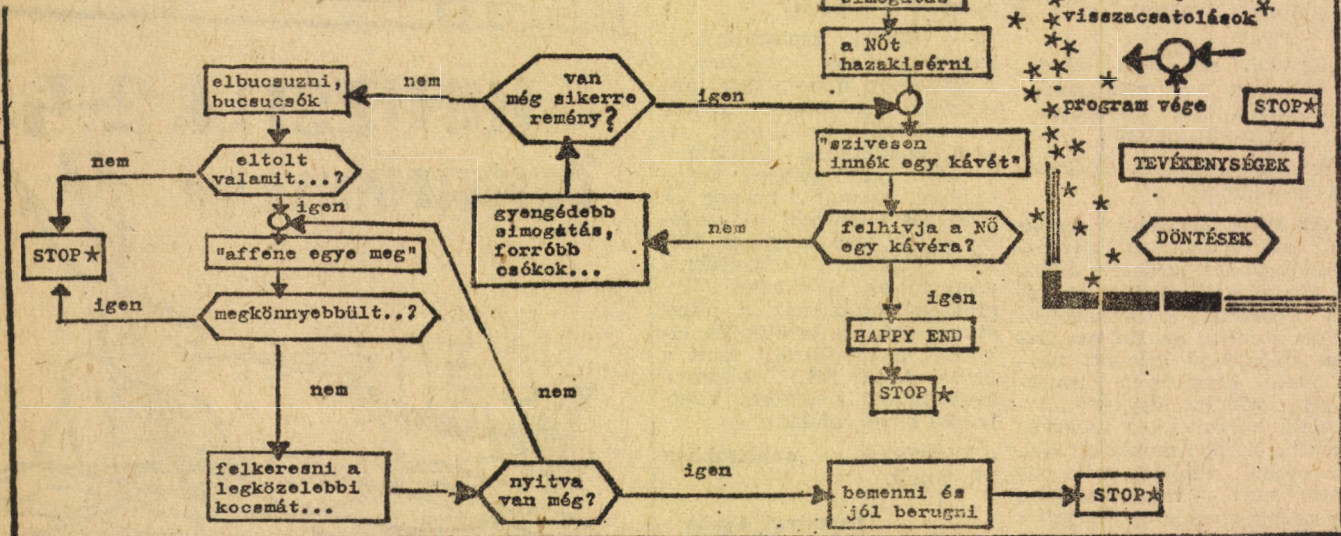 simogatás
a NŐt
hazakisérni
visszacsatolások
program vége
STOP
TEVÉKENYSÉGEK
DÖNTÉSEK
elbucsuzni,
bucsucsók
nem
van
még sikerre
remény?
igen
"szivesen
innék egy kávét"
nem
eltolt
valamit...?
igen
gyengédebb
simogatás,
forróbb
csókok...
nem
felhivja a NŐ
egy kávéra?
STOP
"affene egye meg"
igen
megkönnyebbült..?
igen
HAPPY END
STOP
nem
nem
felkeresni a
legközelebbi
kocsmát...
nyitva
van még?
igen
bemenni és
jól berugni
STOP